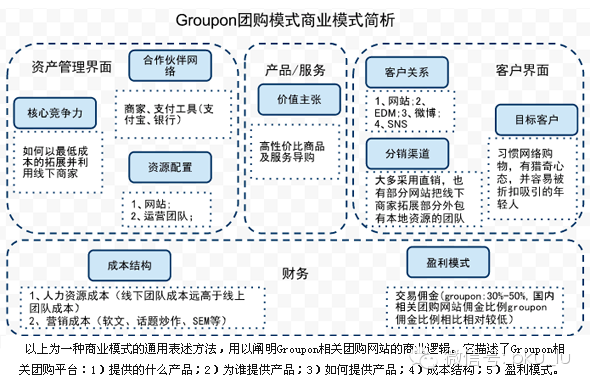 Groupon团购模式商业模式简析
资产管理界面
合作伙伴网
络
核心竞争力
商家、支付工具(支
付宝、银行)
如何以最低成
本的拓展并利
用线下商家
资源配置
1、网站;
2、运营团队；
产品/服务
价值主张
高性价比商品
及服务导购
客户关系
客户界面
1、网站;2、
EDM;3、微博;
4、SNS
目标客户
分销渠道
大多采用直销，也
有部分网站把线下
商家拓展部分外包
有本地资源的团队
习惯网络购
物，有猎奇心
态，并容易被
折扣吸引的年
轻人
成本结构
财务
盈利模式
1、人力资源成本（线下团队成本远高于线上
团队成本）
2、营销成本（软文、话题炒作、SEM等）
交易佣金(groupon:30%-50%, 国内
相关团购网站佣金比例groupon
佣金比例相比相对较低）
以上为一种商业模式的通用表述方法，用以阐明Groupon相关团购网站的商业逻辑。它描述了Groupon相
关团购平台：1）提供的什么产品；2）为谁提供产品；3）如何提供产品；4）成本结构；5）盈利模式。
微信号: pku_iu